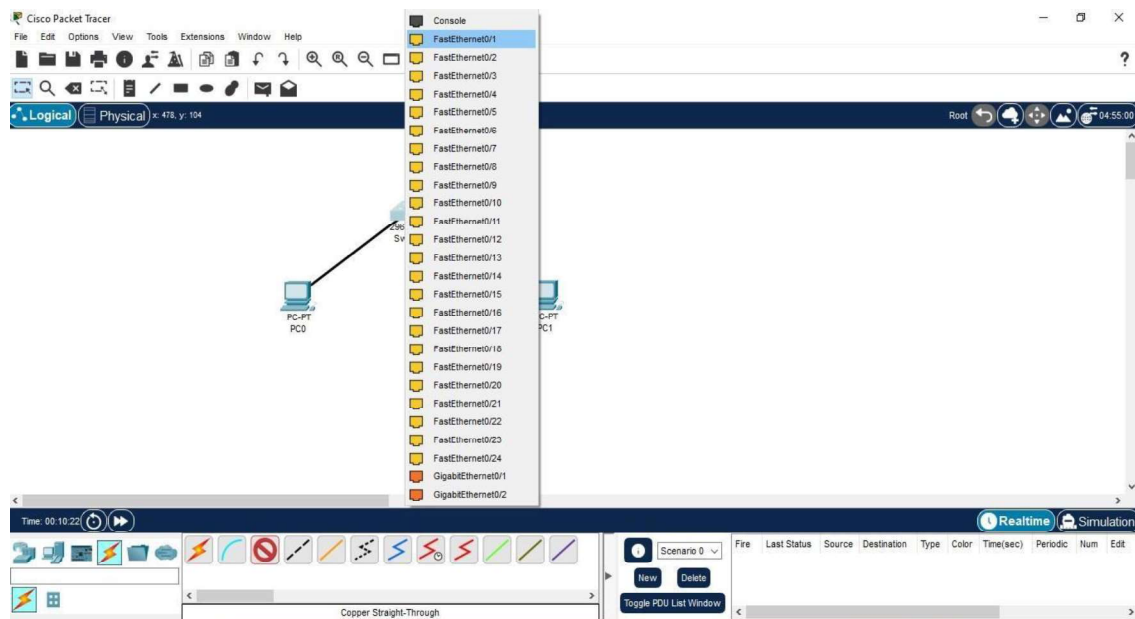 Cisco Packet Tracer
File Edit Options View Tools Extensions Window Help
?
Logical Physical x: 478, y: 104
Root 04:55:00
Console
FastEthernet0/1
FastEthernet0/2
FastEthernet0/3
FastEthernet0/4
FastEthernet0/5
FastEthernet0/6
FastEthernet0/7
FastEthernet0/8
FastEthernet0/9
FastEthernet0/10
FastEthernet0/11
FastEthernet0/12
FastEthernet0/13
FastEthernet0/14
FastEthernet0/15
FastEthernet0/16
FastEthernet0/17
FastEthernet0/18
FastEthernet0/19
FastEthernet0/20
FastEthernet0/21
FastEthernet0/22
FastEthernet0/23
FastEthernet0/24
GigabitEthernet0/1
GigabitEthernet0/2
296
Sw
PC-PT
PC0
C-PT
PC1
Time: 00:10:22
Realtime Simulation
Scenario 0
New Delete
Toggle PDU List Window
Fire Last Status Source Destination Type Color Time(sec) Periodic Num Edit
Copper Straight-Through